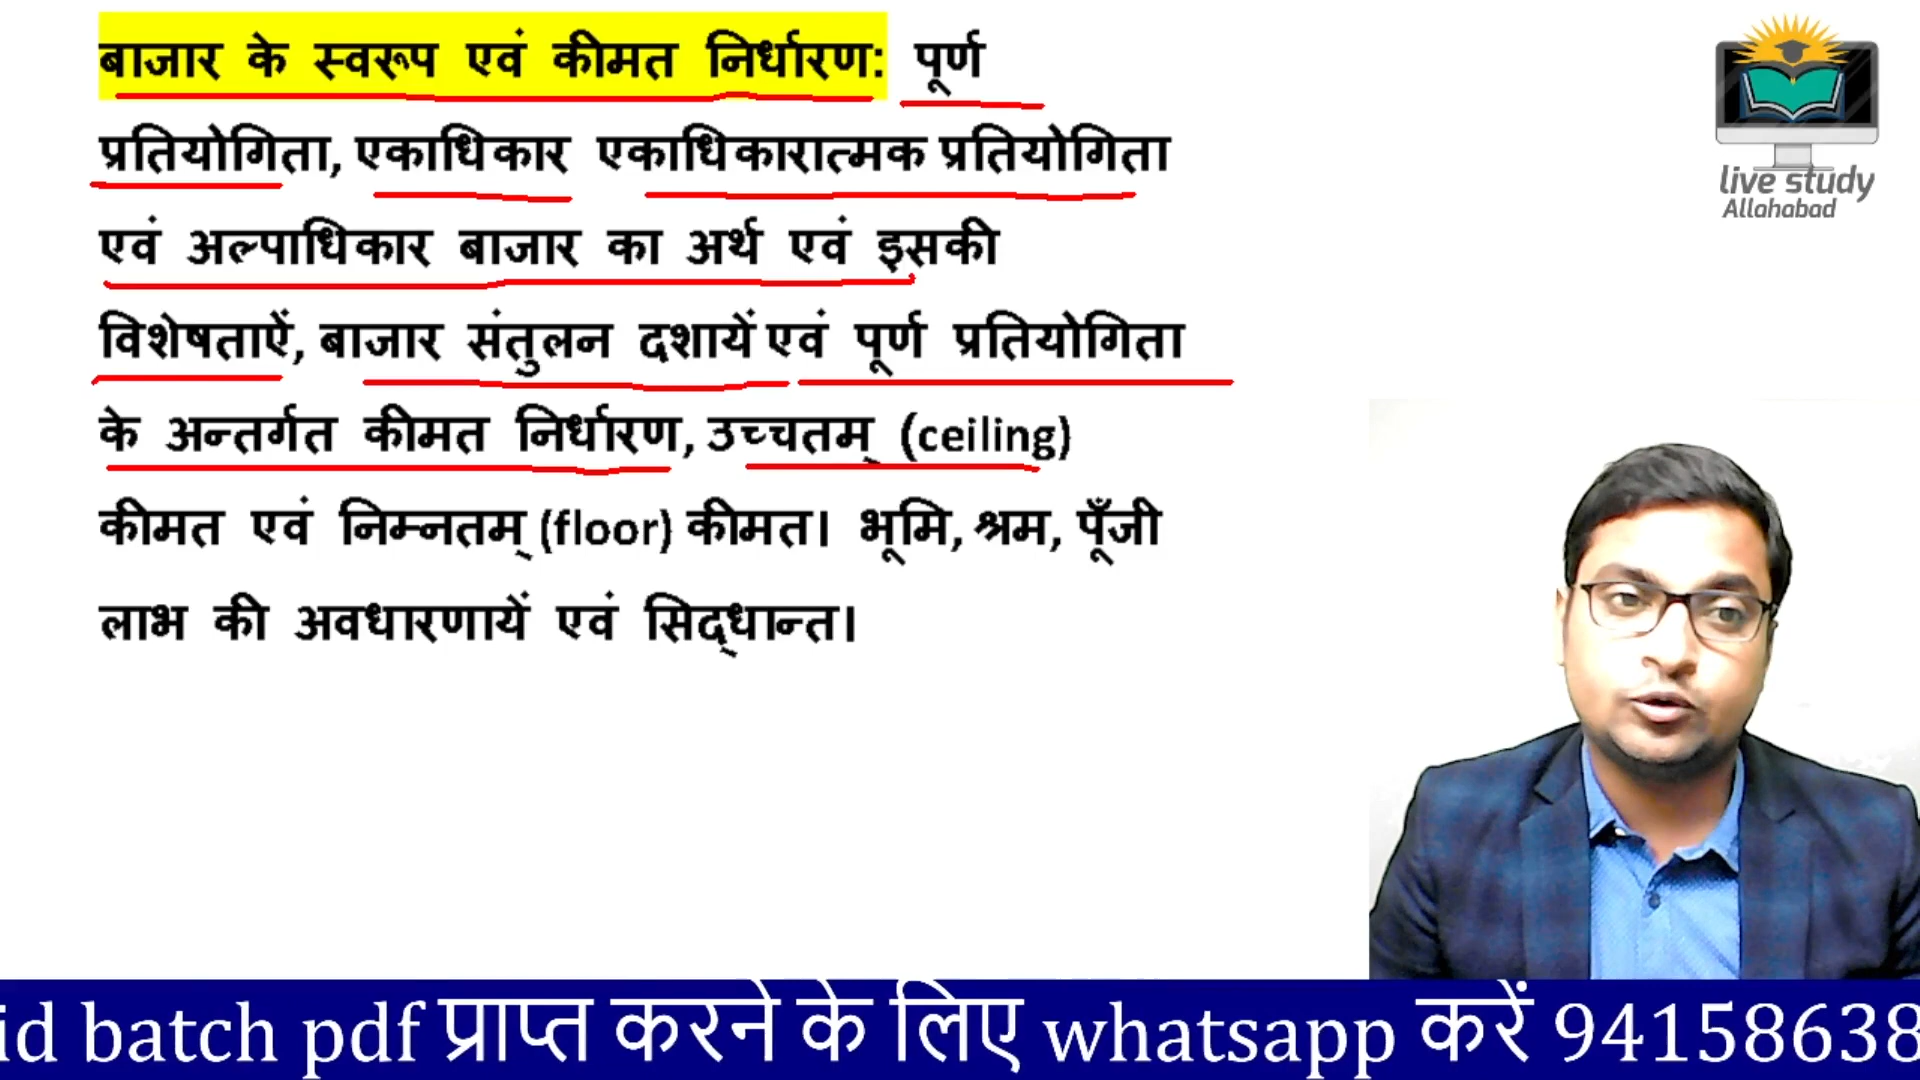 बाजार के स्वरूप एवं कीमत निर्धारण: पूर्ण
प्रतियोगिता, एकाधिकार एकाधिकारात्मक प्रतियोगिता
एवं अल्पाधिकार बाजार का अर्थ एवं इसकी
विशेषताऐं, बाजार संतुलन दशायें एवं पूर्ण प्रतियोगिता
के अन्तर्गत कीमत निर्धारण, उच्चतम् (ceiling)
कीमत एवं निम्नतम् (floor) कीमत। भूमि, श्रम, पूँजी
लाभ की अवधारणायें एवं सिद्धान्त।
live study
Allahabad
id batch pdf प्राप्त करने के लिए whatsapp करें 94158638